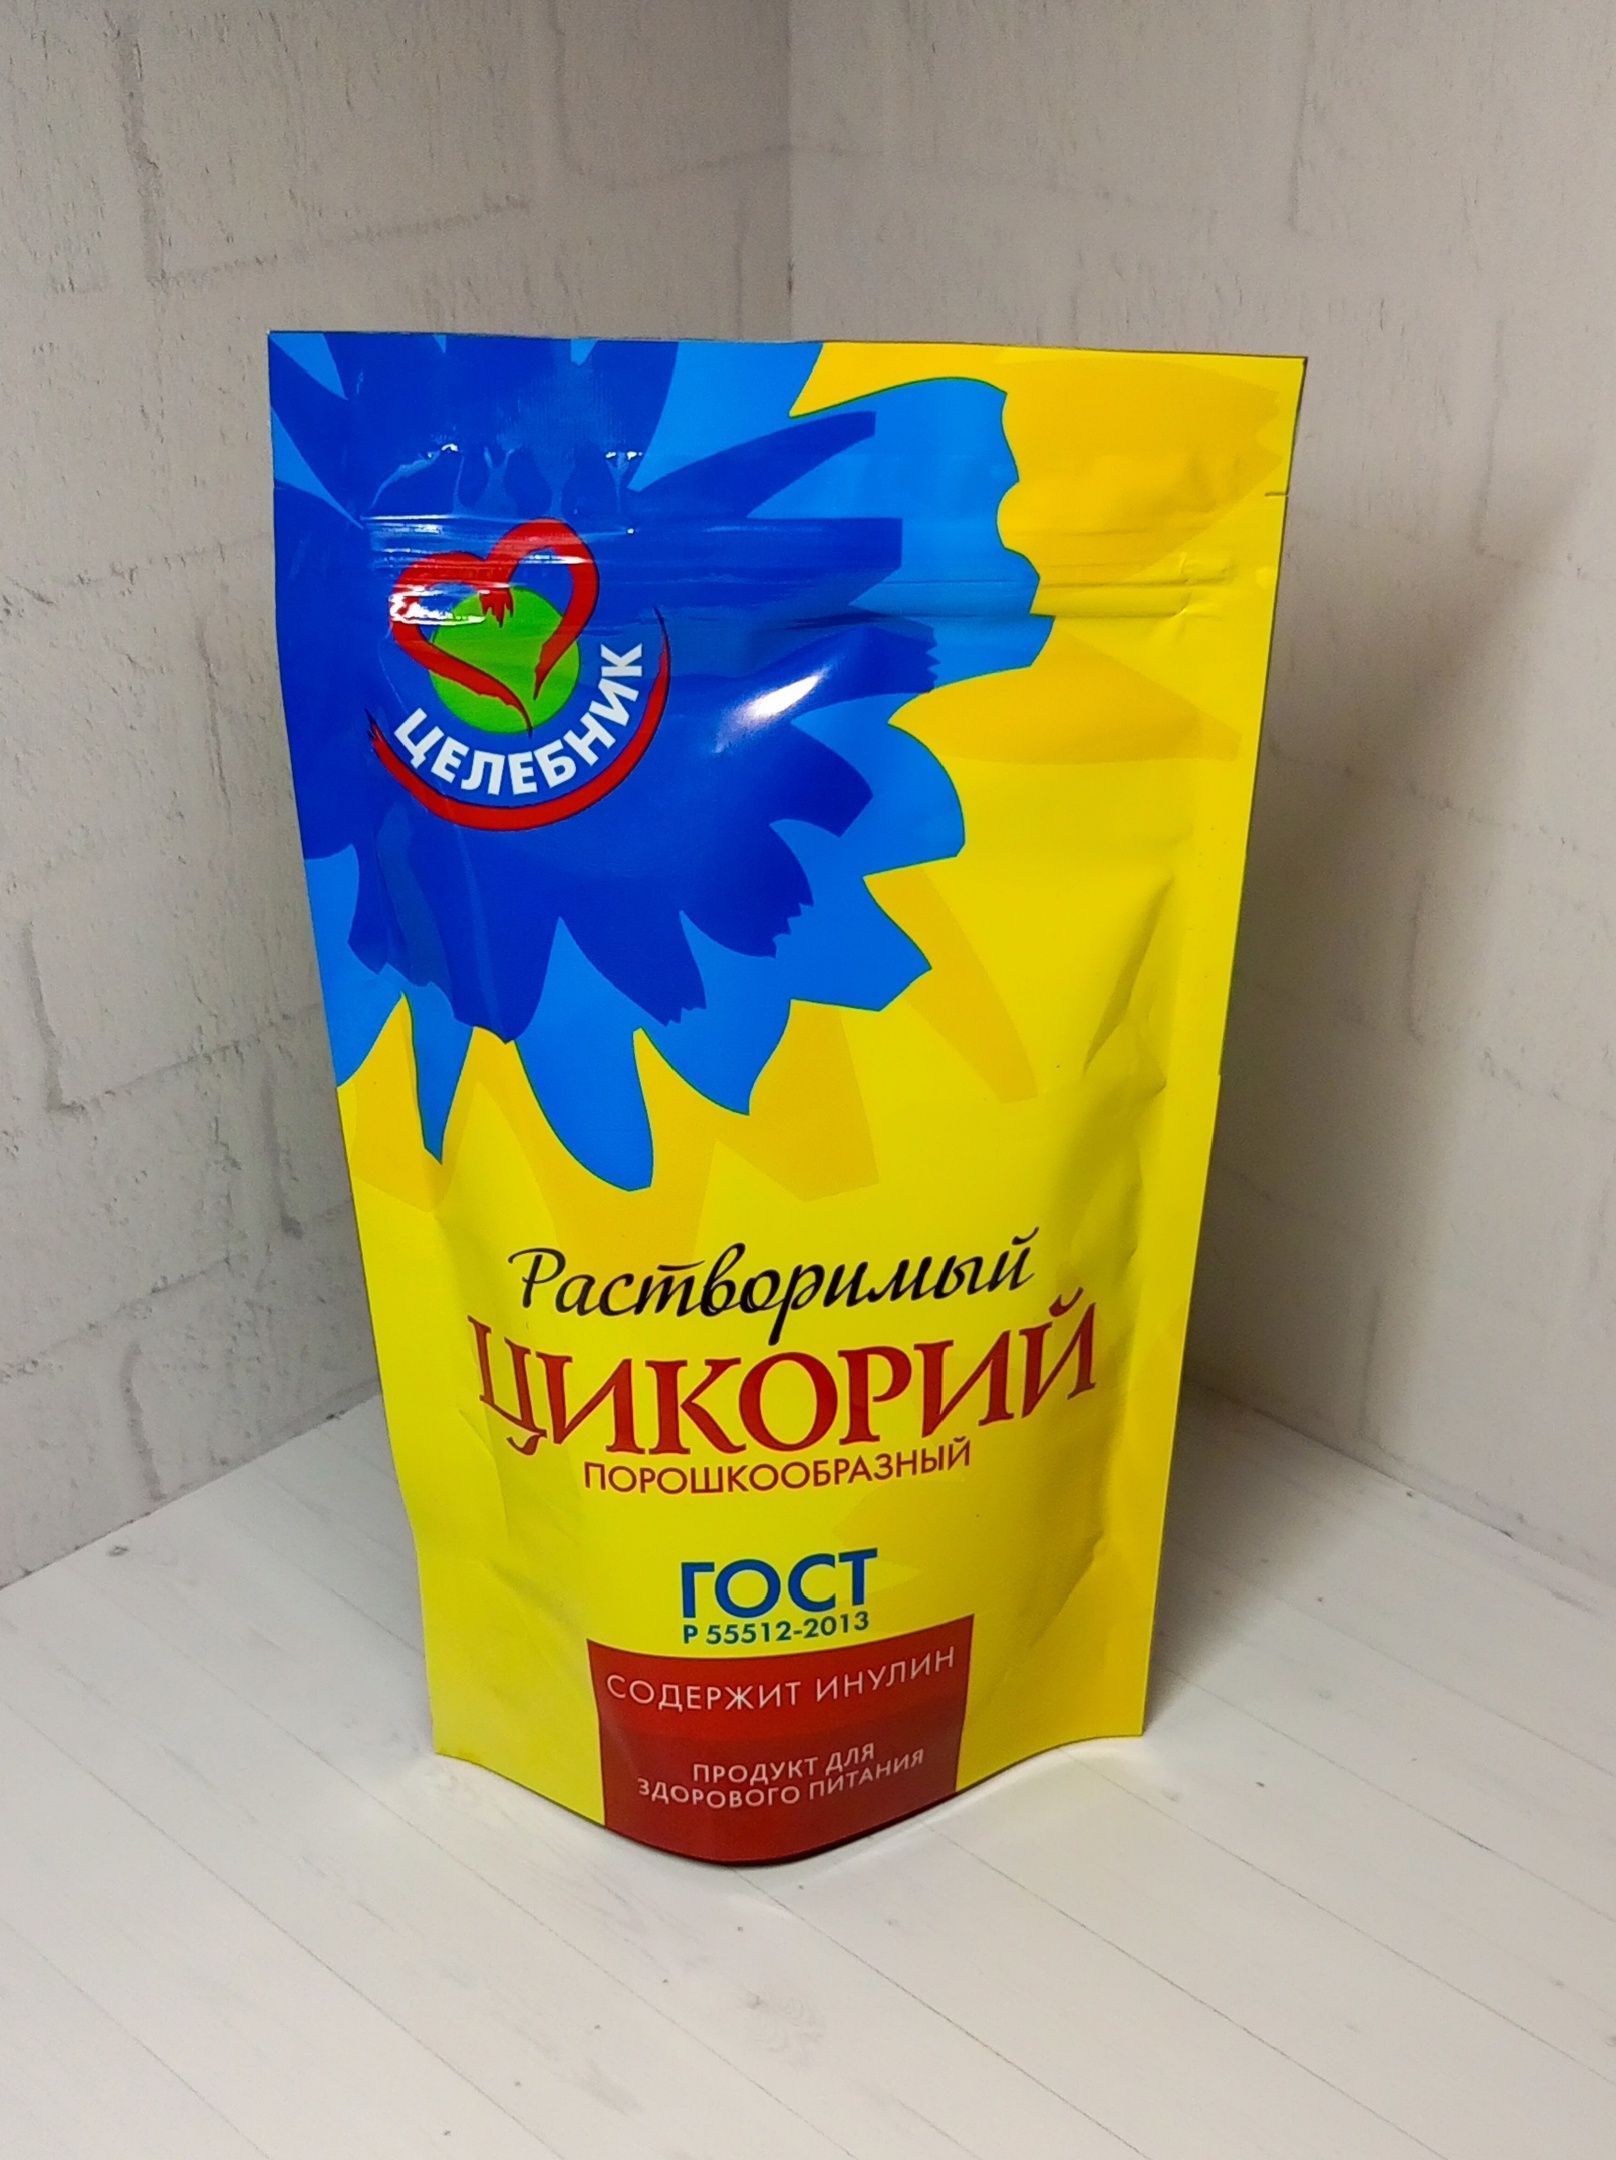 ЦЕЛЕБНИК
Растворимый
ЦИКОРИЙ
ПОРОШКООБРАЗНЫЙ
ГОСТ
Р 55512-2013
СОДЕРЖИТ ИНУЛИН
ПРОДУКТ ДЛЯ
ЗДОРОВОГО ПИТАНИЯ